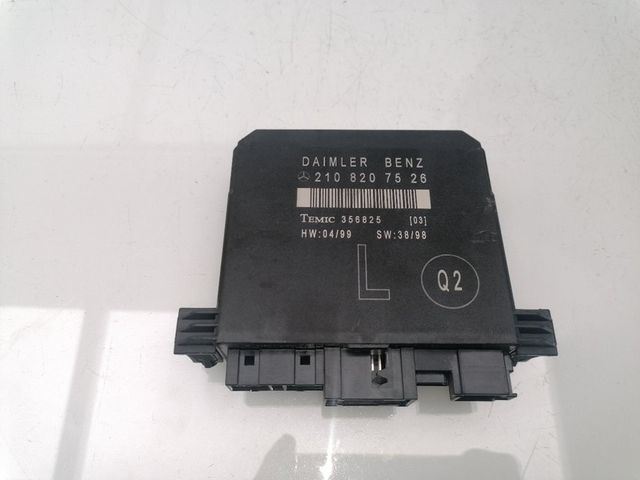 DAIMLER BENZ
210 820 75 26
TEMIC 356825 [03]
HW:04/99 SW:38/98
L
Q2